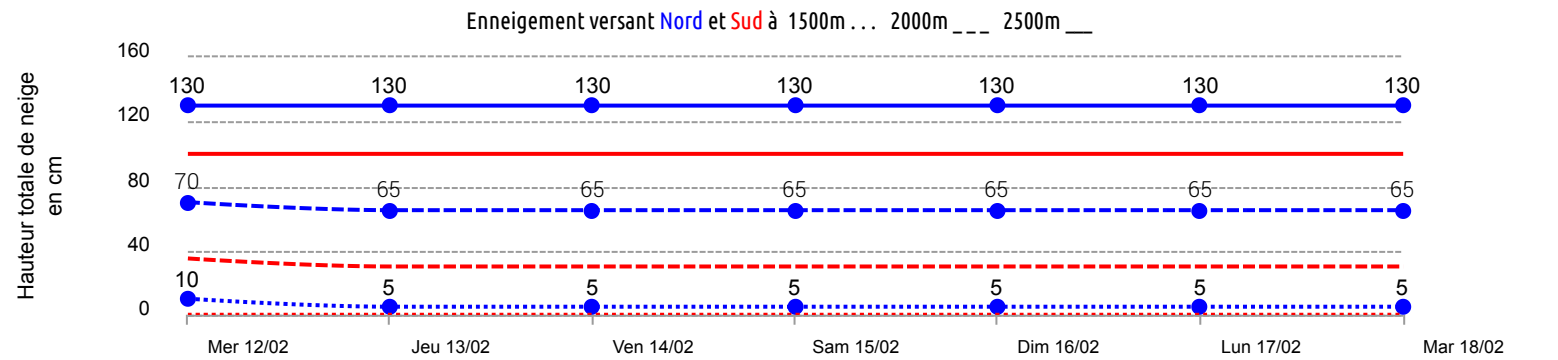 Enneigement versant Nord et Sud à 1500m . . . 2000m _ _ _ 2500m __
Hauteur totale de neige
en cm
160
130 130 130 130 130 130 130
120
80
70 65 65 65 65 65 65
40
10 5 5 5 5 5 5
0
Mer 12/02 Jeu 13/02 Ven 14/02 Sam 15/02 Dim 16/02 Lun 17/02 Mar 18/02